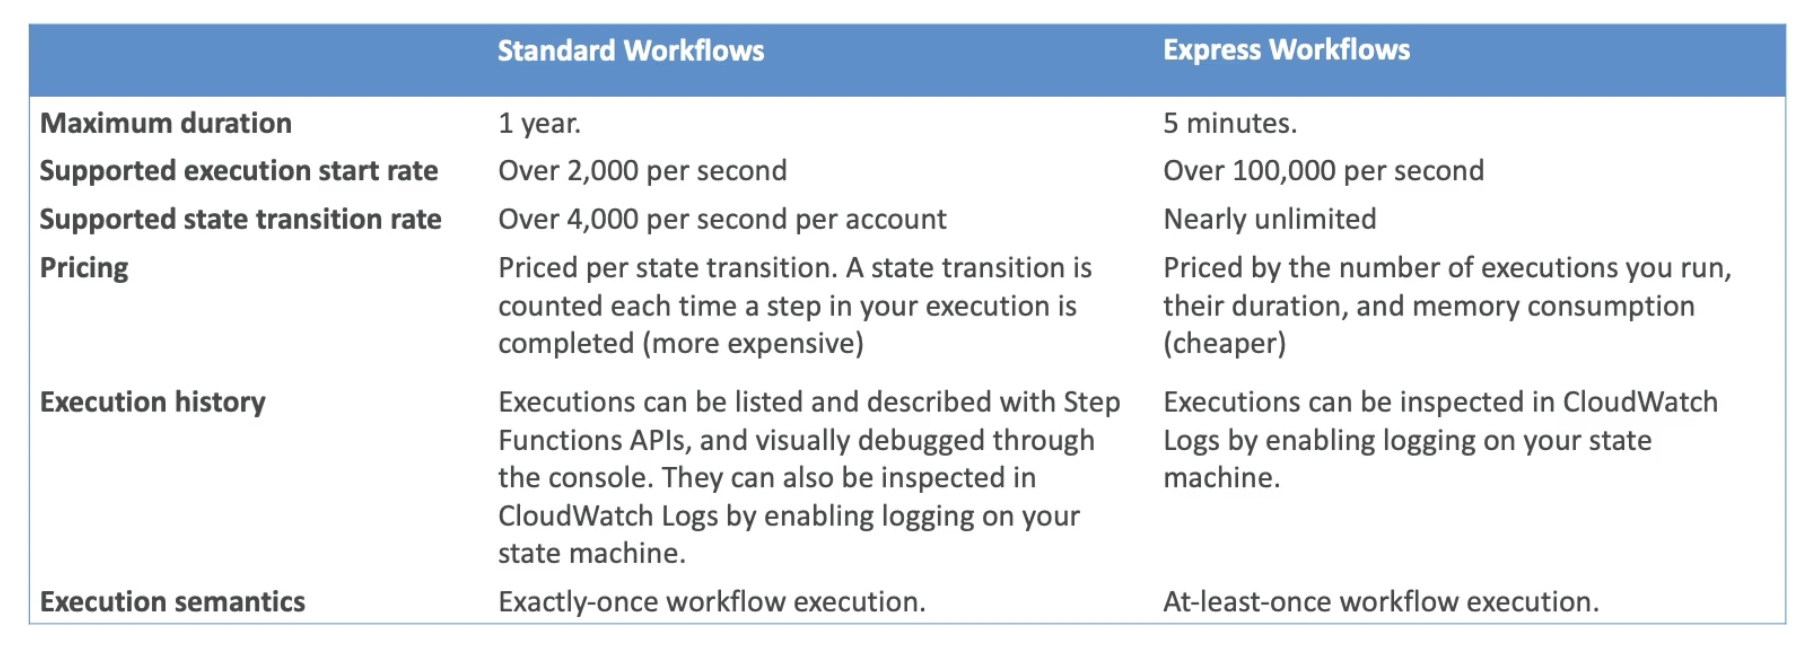 Standard Workflows
Express Workflows
Maximum duration
1 year.
5 minutes.
Supported execution start rate
Over 2,000 per second
Over 100,000 per second
Supported state transition rate
Over 4,000 per second per account
Nearly unlimited
Pricing
Priced per state transition. A state transition is
counted each time a step in your execution is
completed (more expensive)
Priced by the number of executions you run,
their duration, and memory consumption
(cheaper)
Execution history
Executions can be listed and described with Step
Functions APIs, and visually debugged through
the console. They can also be inspected in
CloudWatch Logs by enabling logging on your
state machine.
Executions can be inspected in CloudWatch
Logs by enabling logging on your state
machine.
Execution semantics
Exactly-once workflow execution.
At-least-once workflow execution.